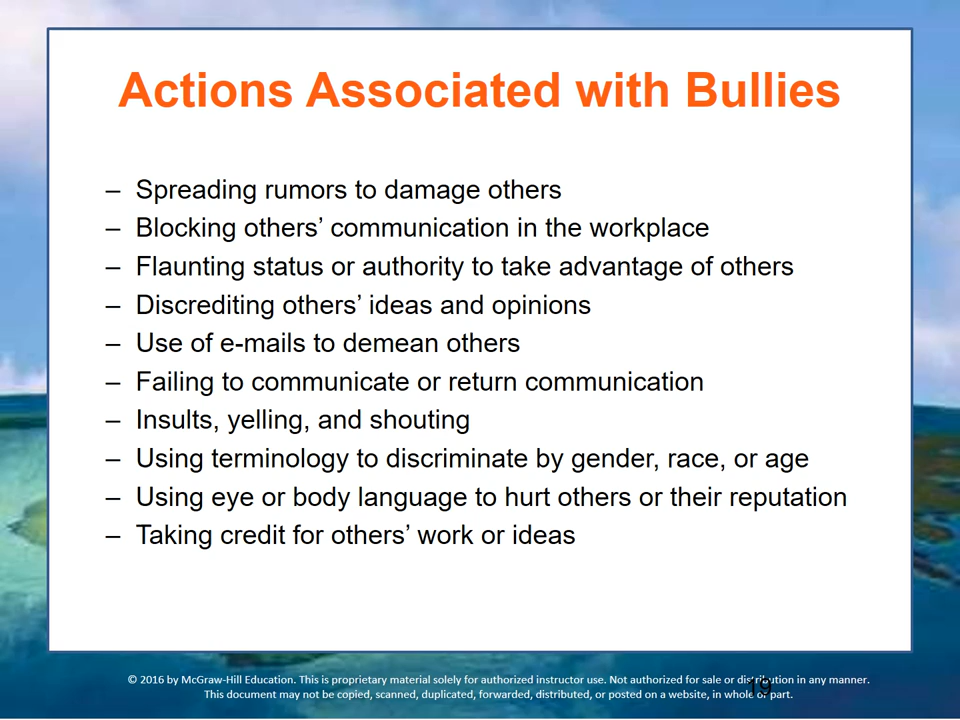 Actions Associated with Bullies
– Spreading rumors to damage others
– Blocking others’ communication in the workplace
– Flaunting status or authority to take advantage of others
– Discrediting others’ ideas and opinions
– Use of e-mails to demean others
– Failing to communicate or return communication
– Insults, yelling, and shouting
– Using terminology to discriminate by gender, race, or age
– Using eye or body language to hurt others or their reputation
– Taking credit for others’ work or ideas
© 2016 by McGraw-Hill Education. This is proprietary material solely for authorized instructor use. Not authorized for sale or distribution in any manner.
This document may not be copied, scanned, duplicated, forwarded, distributed, or posted on a website, in whole or part.
19